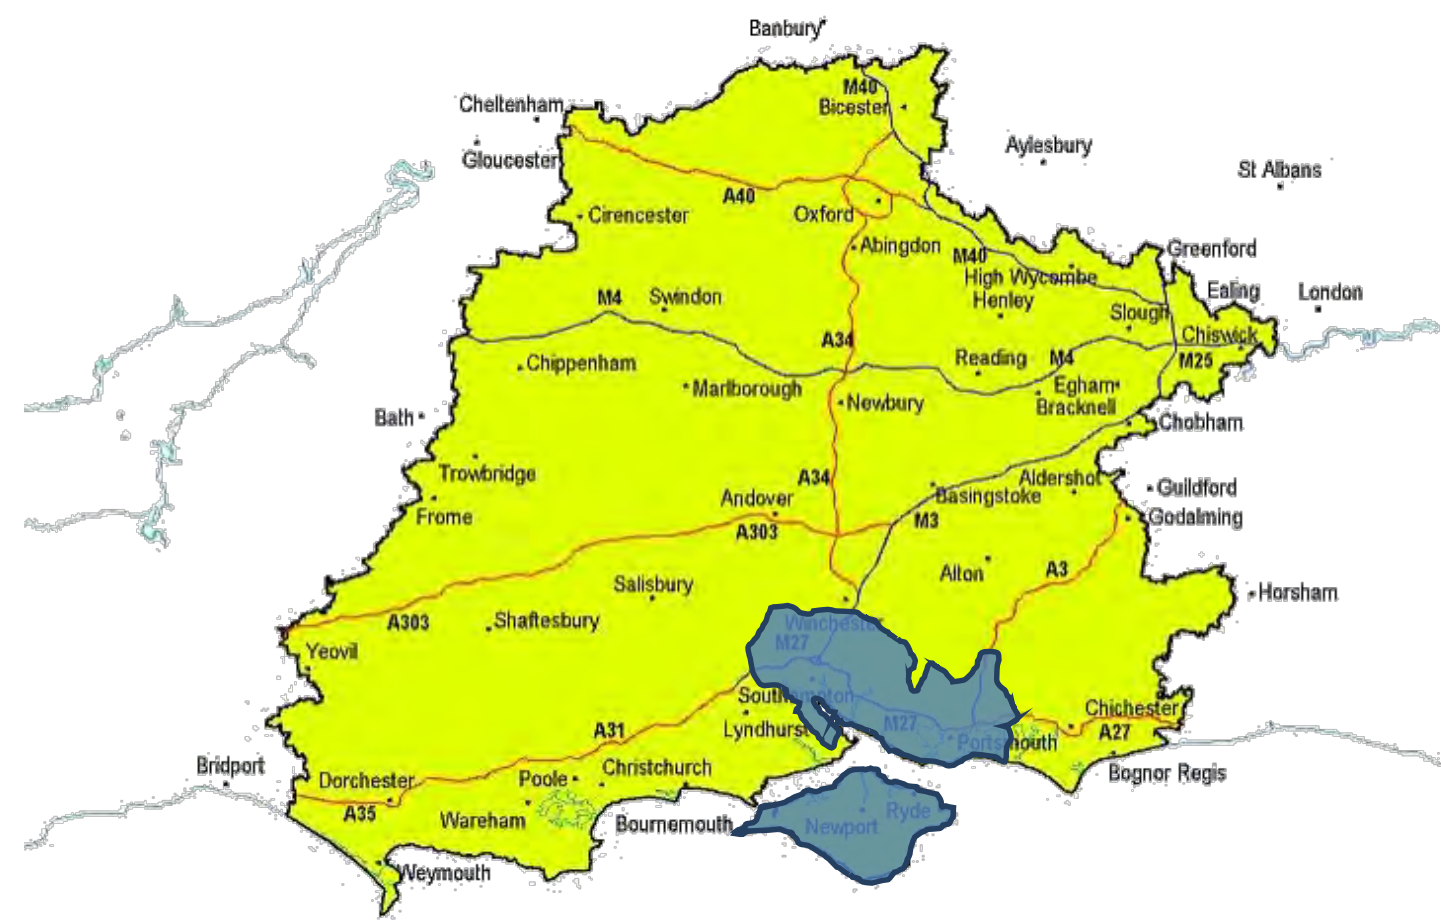 Banbury
M40
Bicester
Cheltenham
Gloucester
Aylesbury
St Albans
A40
Oxford
Cirencester
Abingdon
M40
Greenford
High Wycombe
Henley
Ealing
London
M4
Swindon
Slough
Chiswick
A34
Reading
M4
M25
Chippenham
Marlborough
Egham
Newbury
Bracknell
Bath
Chobham
Trowbridge
A34
Aldershot
Andover
Basingstoke
Guildford
Frome
A303
M3
Godalming
Alton
A3
Salisbury
Horsham
A303
Shaftesbury
Winchester
M27
Yeovil
Southampton
Chichester
Lyndhurst
M27
A31
Portsmouth
A27
Bridport
Dorchester
Poole
Christchurch
Bognor Regis
A35
Wareham
Bournemouth
Newport
Ryde
Weymouth